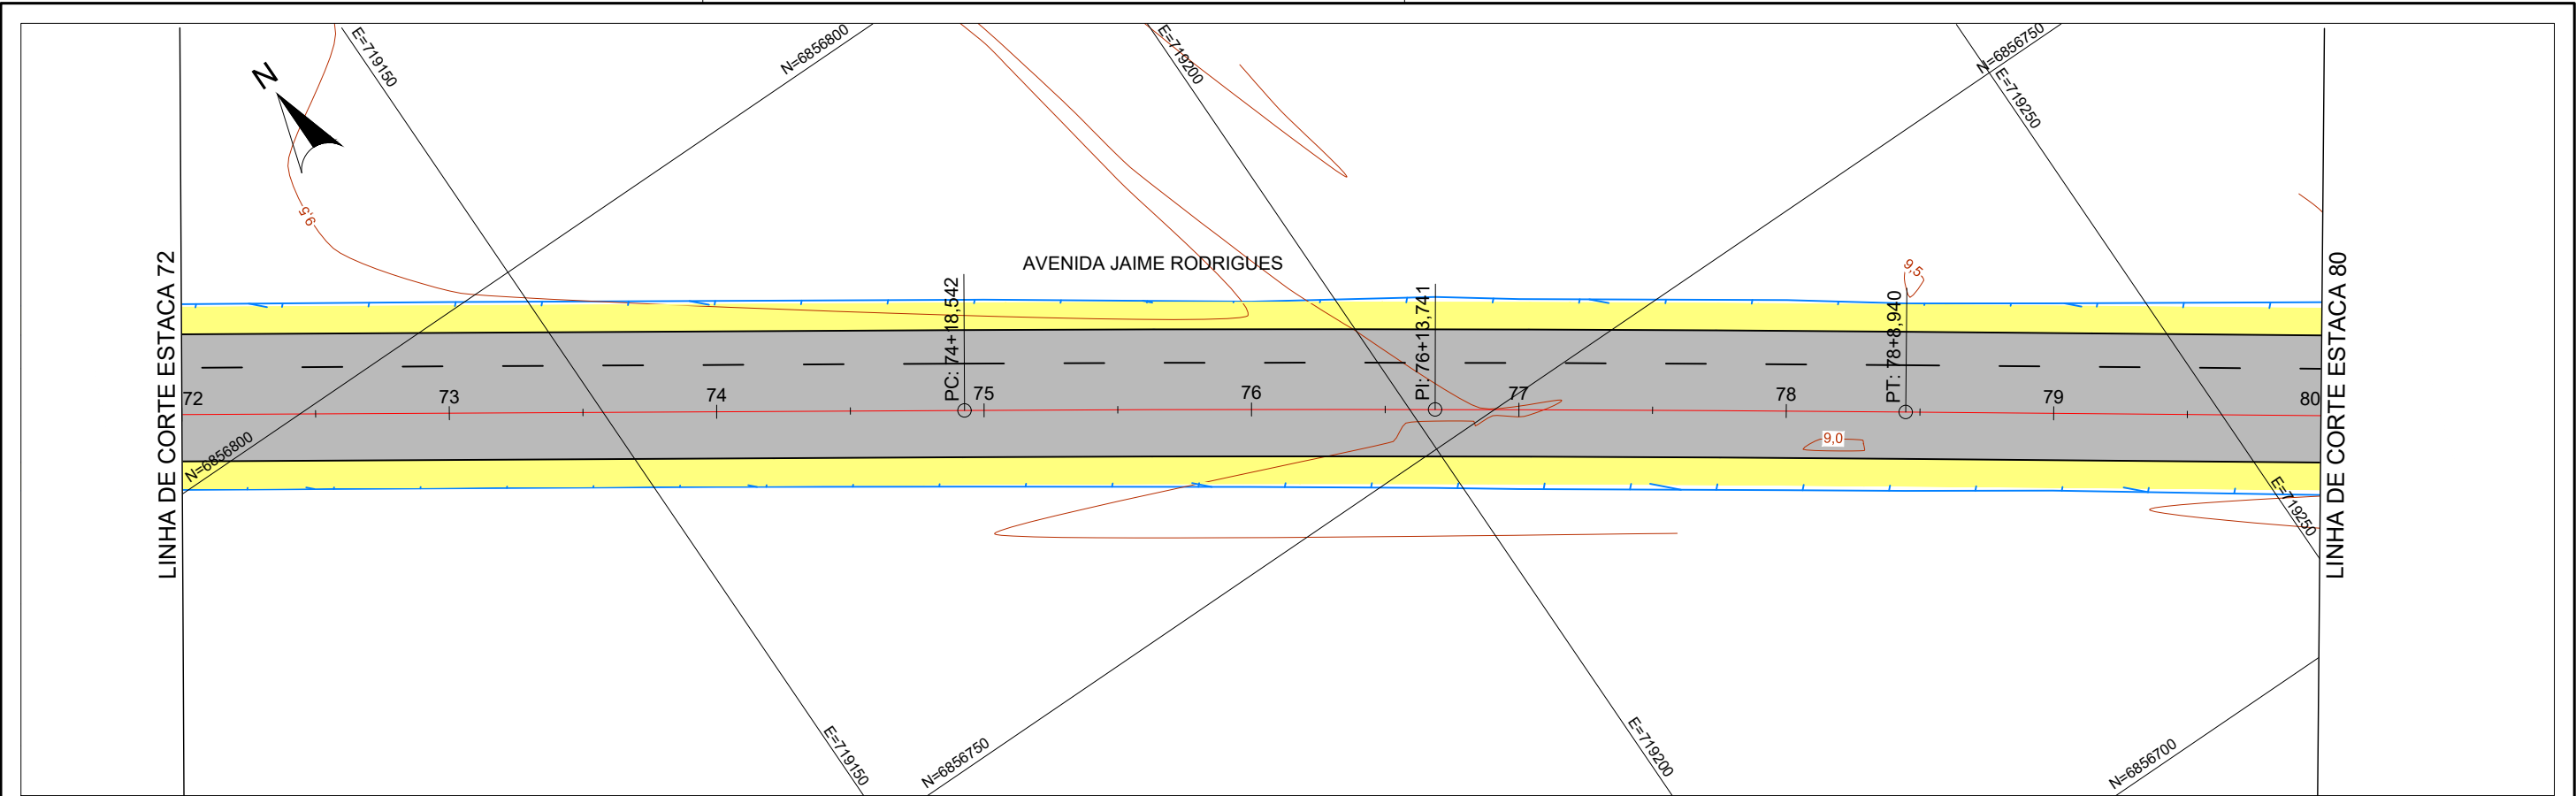 E=719150
N=6856800
E=719200
N=6856750
E=719250
N
9,5
AVENIDA JAIME RODRIGUES
9,5
LINHA DE CORTE ESTACA 72
PC: 74+18,542
PI: 76+13,741
PT: 78+8,940
LINHA DE CORTE ESTACA 80
72
73
74
75
76
77
78
79
80
N=6856800
9,0
E=719250
E=719150
N=6856750
E=719200
N=6856700